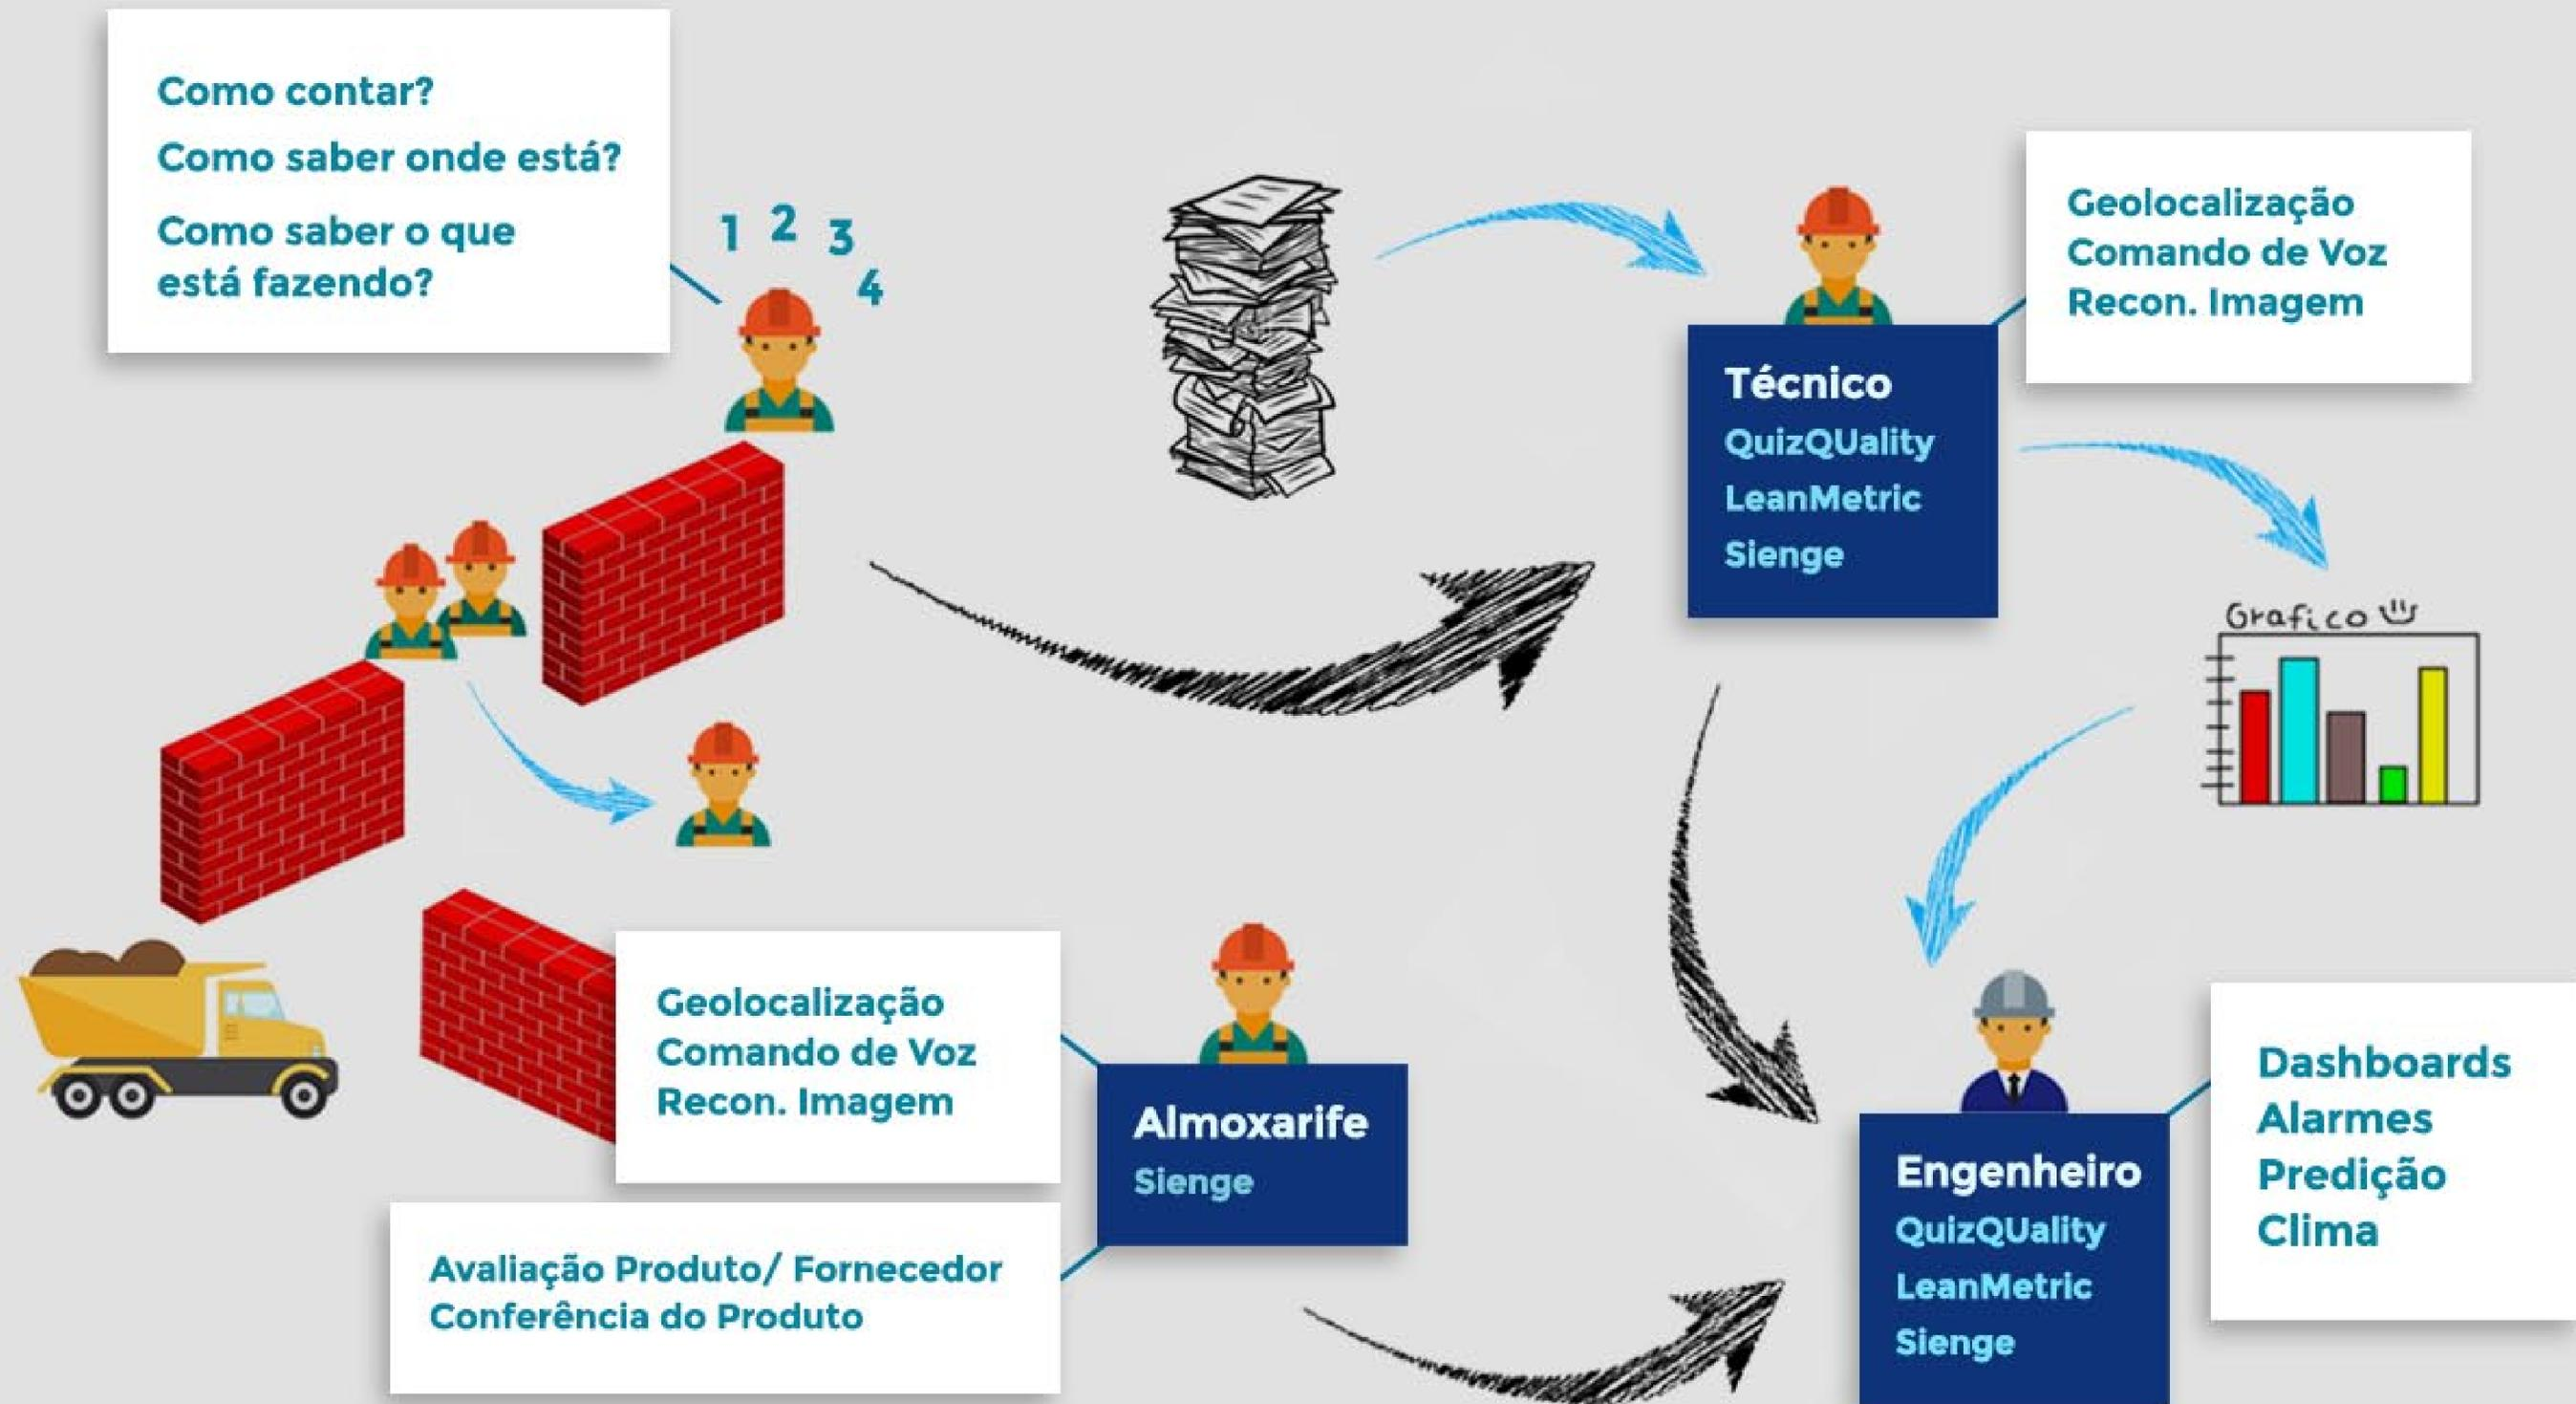 Como contar?
Como saber onde está?
Como saber o que
está fazendo?
1 2 3
4
Geolocalização
Comando de Voz
Recon. Imagem
Técnico
QuizQUality
LeanMetric
Sienge
Grafico
Geolocalização
Comando de Voz
Recon. Imagem
Almoxarife
Sienge
Avaliação Produto/ Fornecedor
Conferência do Produto
Engenheiro
QuizQUality
LeanMetric
Sienge
Dashboards
Alarmes
Predição
Clima